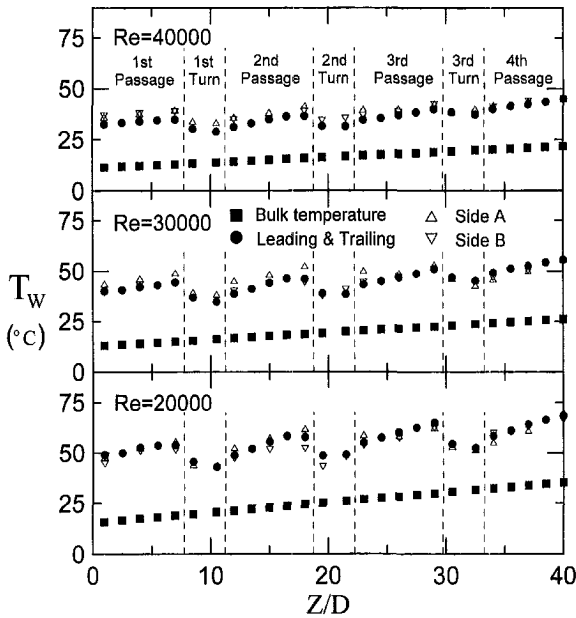 75
50
25
0
Re=40000
1st Passage
1st Turn
2nd Passage
2nd Turn
3rd Passage
3rd Turn
4th Passage
75
50
25
0
Re=30000
Bulk temperature
Leading & Trailing
Side A
Side B
75
50
25
0
Re=20000
T_W
(°C)
0 10 20 30 40
Z/D